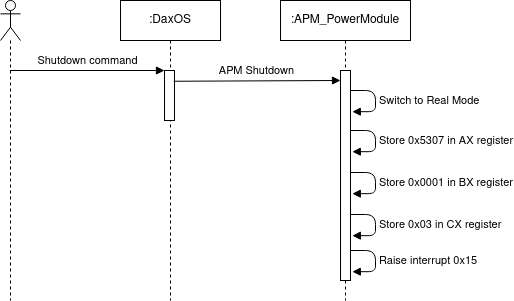 :DaxOS
:APM_PowerModule
Shutdown command
APM Shutdown
Switch to Real Mode
Store 0x5307 in AX register
Store 0x0001 in BX register
Store 0x03 in CX register
Raise interrupt 0x15